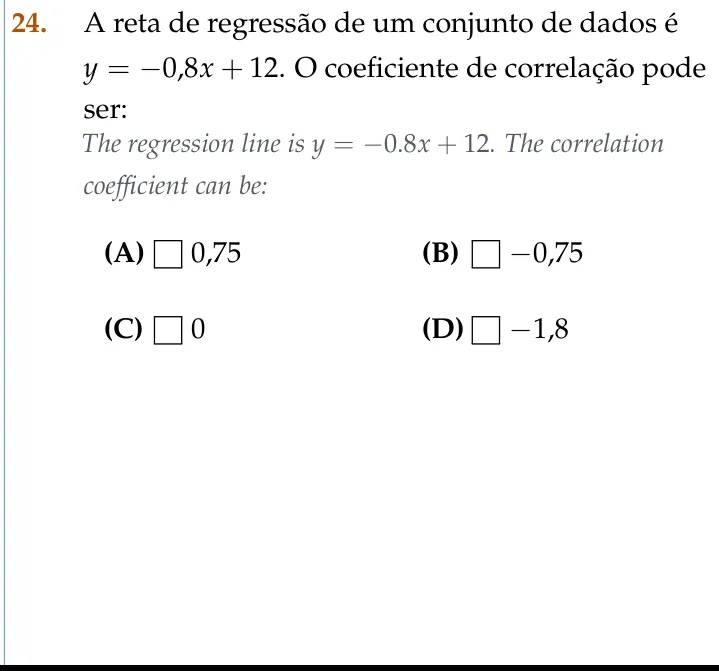 24. A reta de regressão de um conjunto de dados é
y = −0,8x + 12. O coeficiente de correlação pode
ser:
The regression line is y = −0.8x + 12. The correlation
coefficient can be:
(A) □ 0,75 (B) □ −0,75
(C) □ 0 (D) □ −1,8